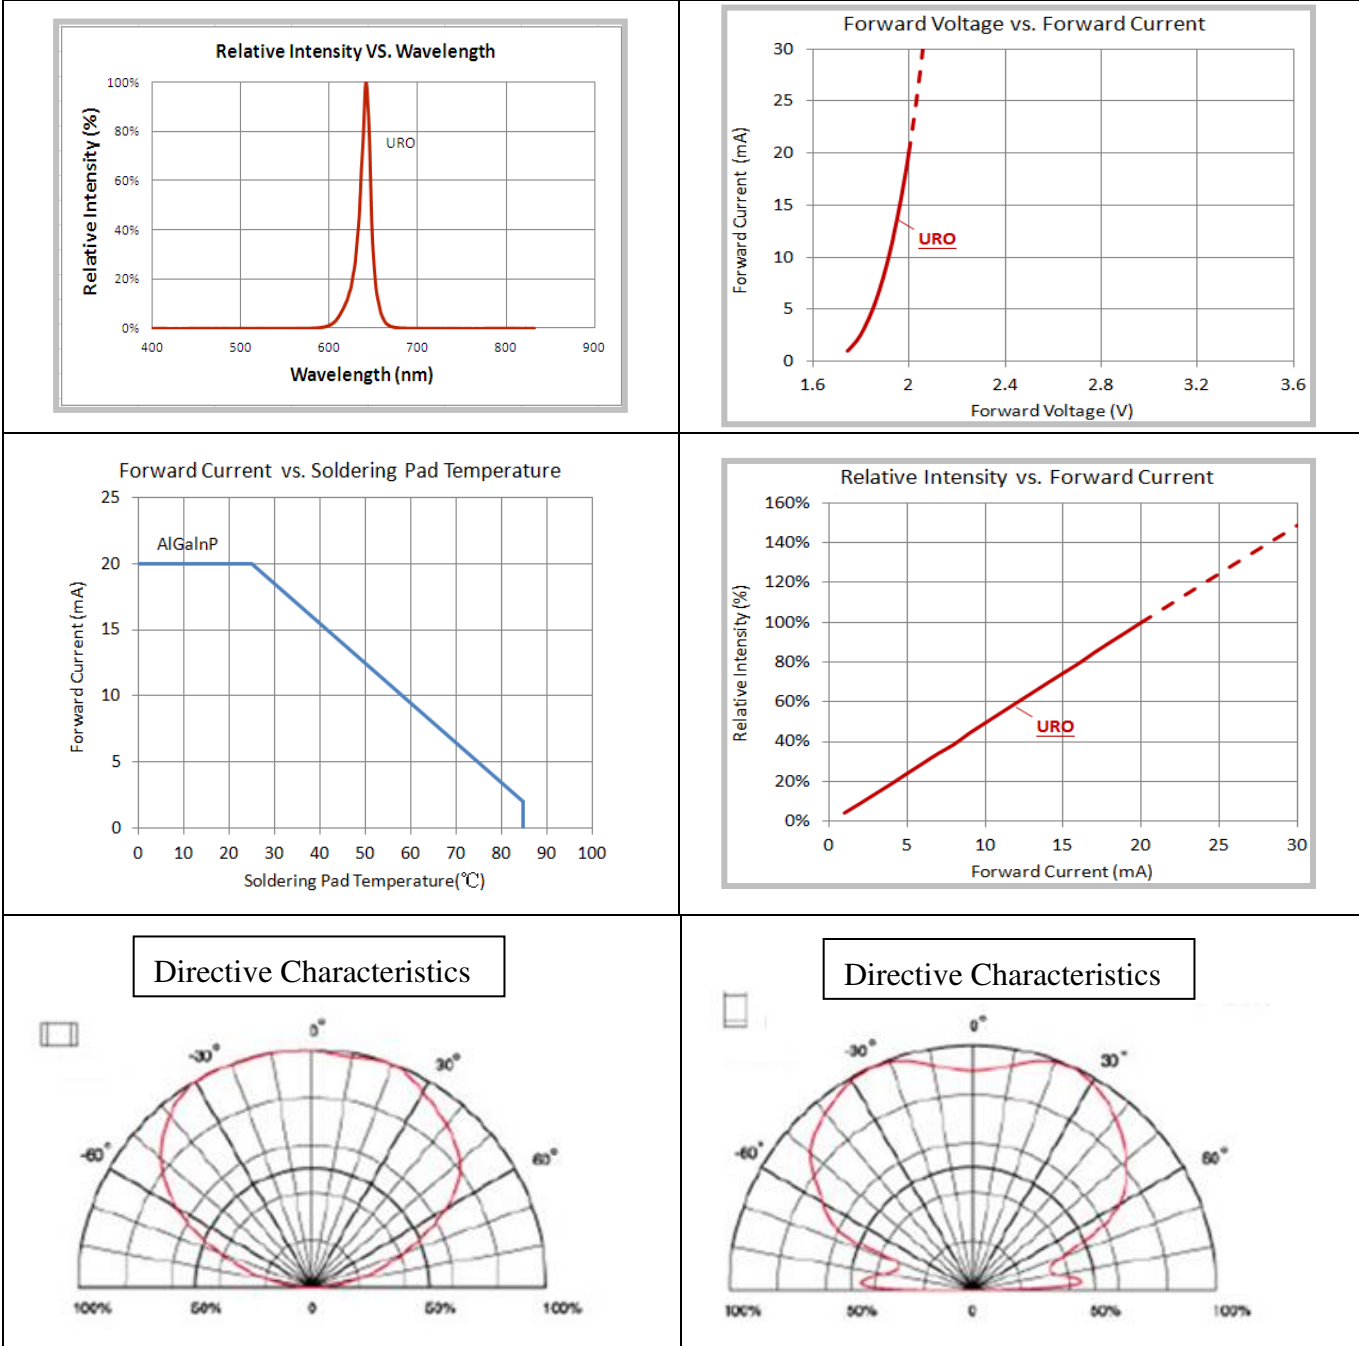 Relative Intensity VS. Wavelength
Relative Intensity (%)
100%
80%
60%
40%
20%
0%
URO
400 500 600 700 800 900
Wavelength (nm)
Forward Voltage vs. Forward Current
Forward Current (mA)
30
25
20
15
10
5
0
URO
1.6 2 2.4 2.8 3.2 3.6
Forward Voltage (V)
Forward Current vs. Soldering Pad Temperature
Forward Current (mA)
25
20
15
10
5
0
AlGaInP
0 10 20 30 40 50 60 70 80 90 100
Soldering Pad Temperature(℃)
Relative Intensity vs. Forward Current
Relative Intensity (%)
160%
140%
120%
100%
80%
60%
40%
20%
0%
URO
0 5 10 15 20 25 30
Forward Current (mA)
Directive Characteristics
0°
-30° 30°
-60° 60°
100% 50% 0 50% 100%
Directive Characteristics
0°
-30° 30°
-60° 60°
100% 50% 0 50% 100%